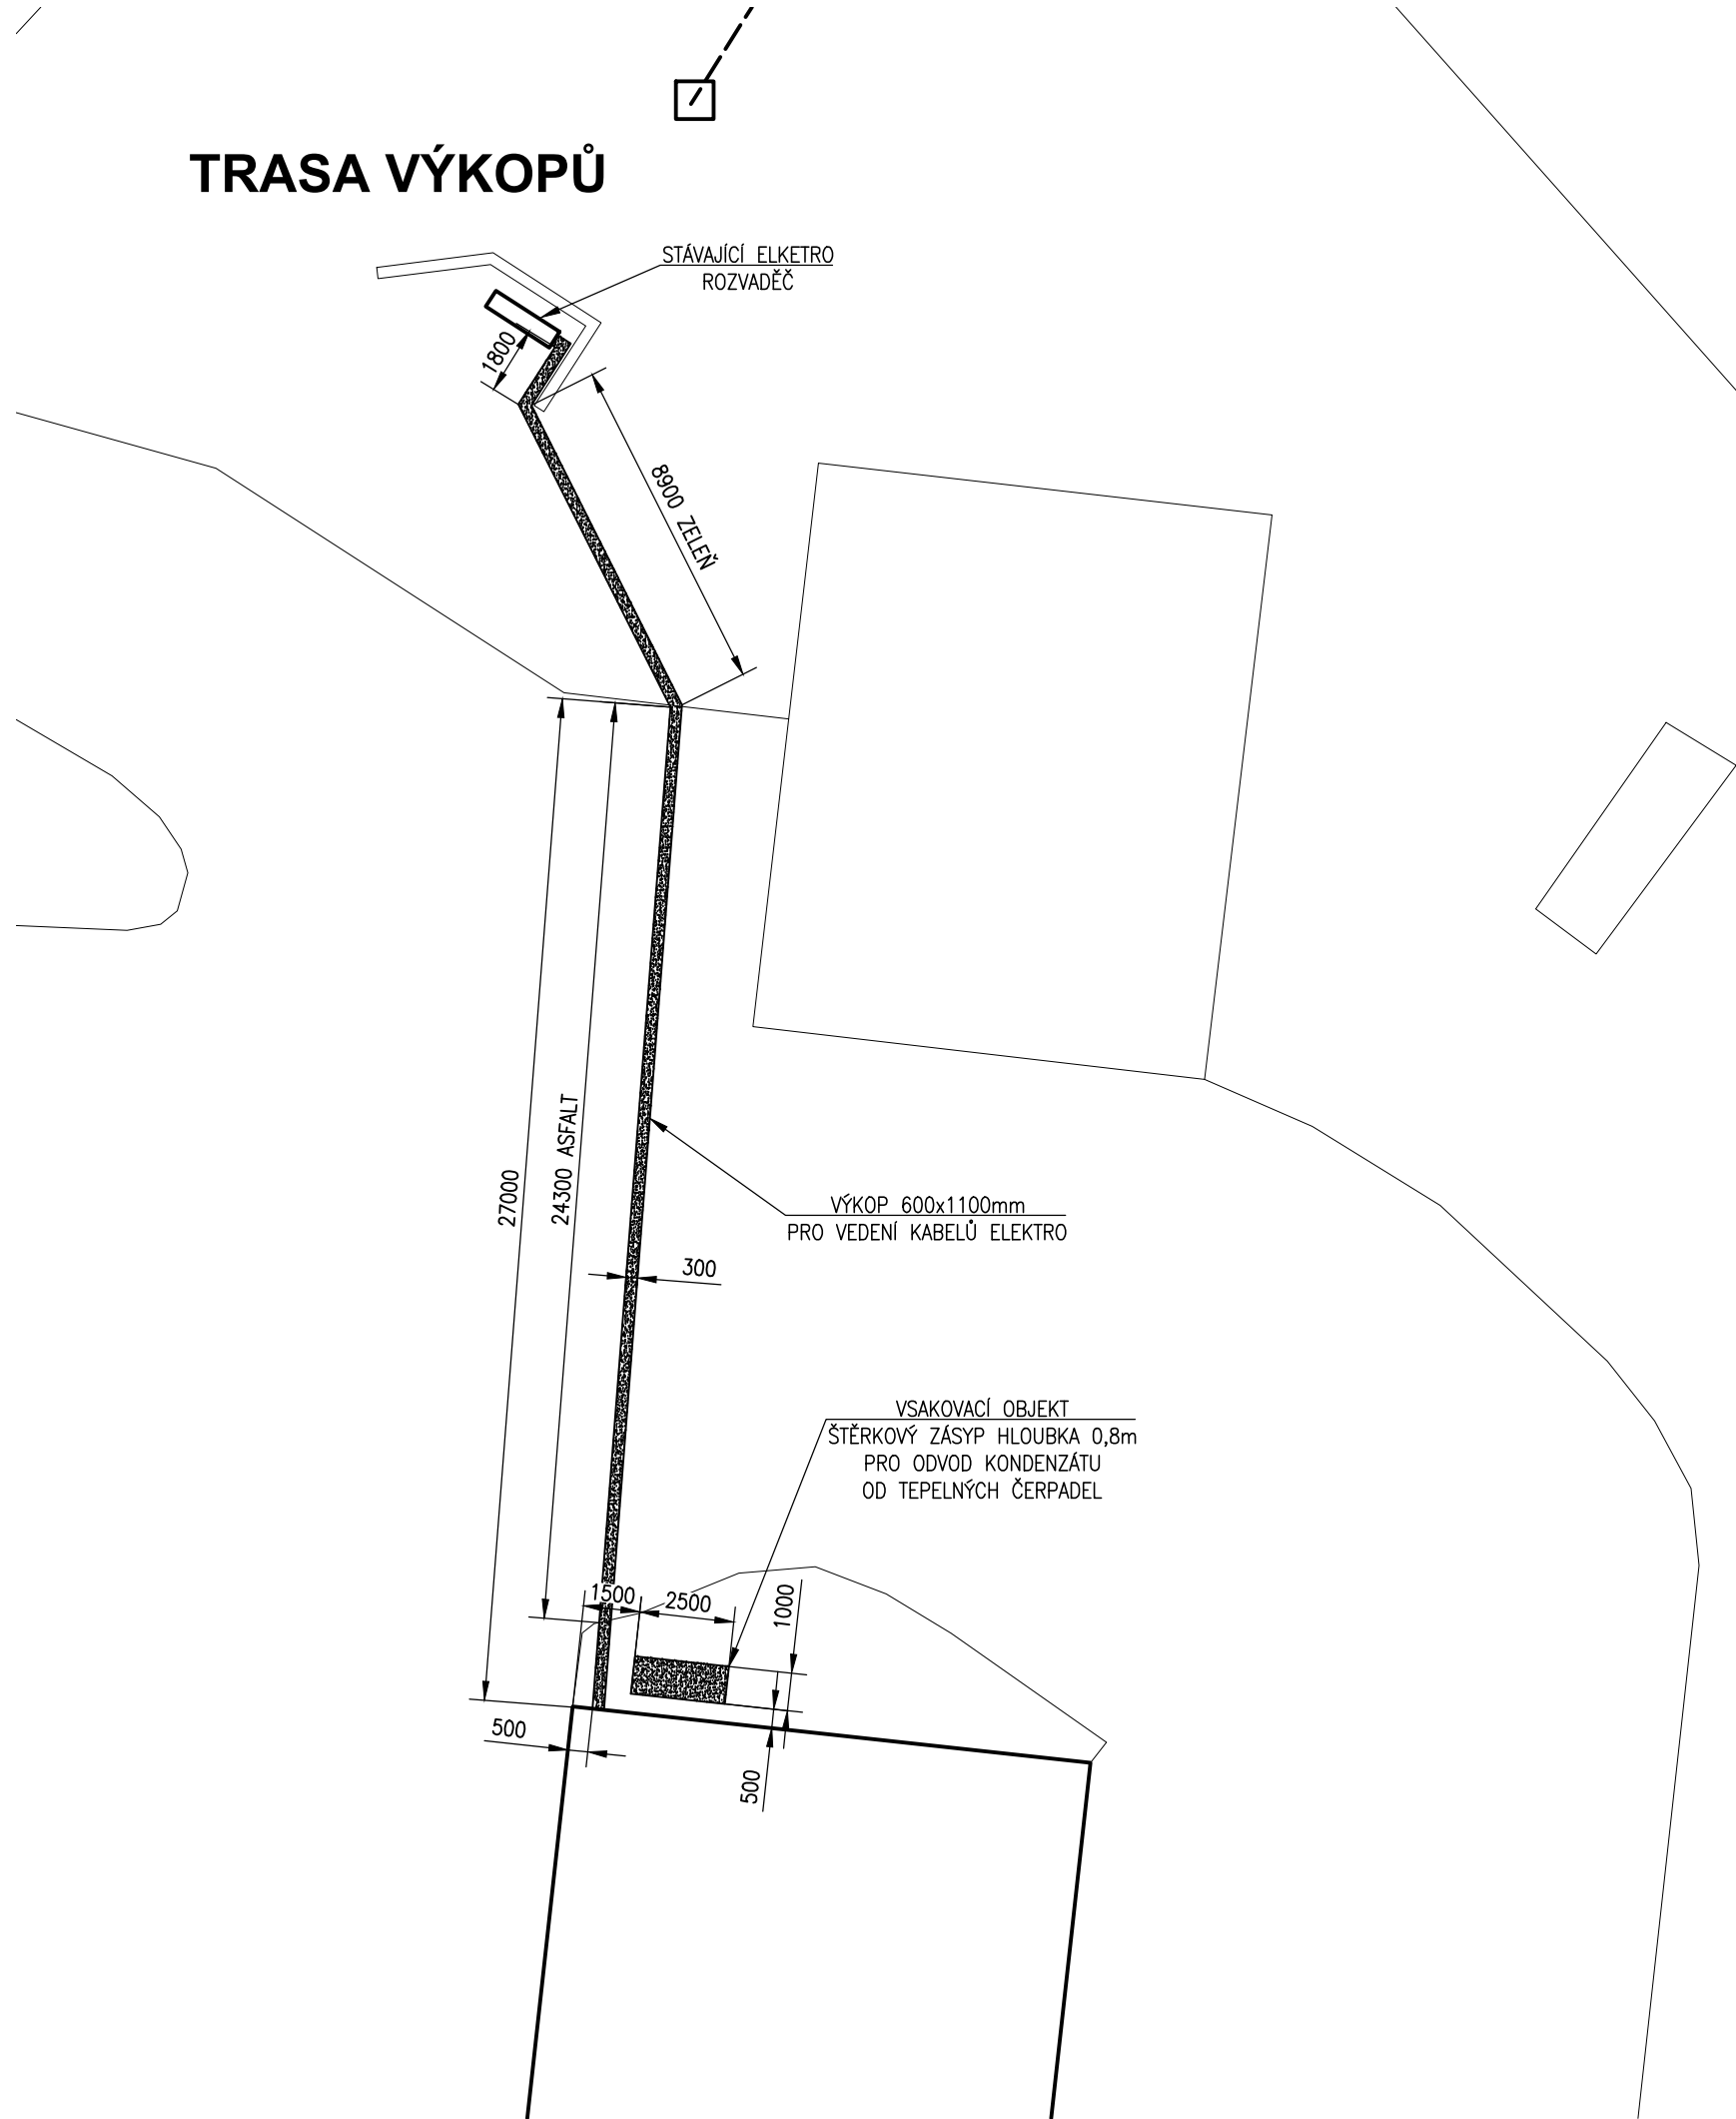 TRASA VÝKOPŮ
STÁVAJÍCÍ ELKETRO
ROZVADĚČ
1800
8900 ZELEŇ
27000
24300 ASFALT
VÝKOP 600x1100mm
PRO VEDENÍ KABELŮ ELEKTRO
300
VSAKOVACÍ OBJEKT
ŠTĚRKOVÝ ZÁSYP HLOUBKA 0,8m
PRO ODVOD KONDENZÁTU
OD TEPELNÝCH ČERPADEL
1500
2500
1000
500
500